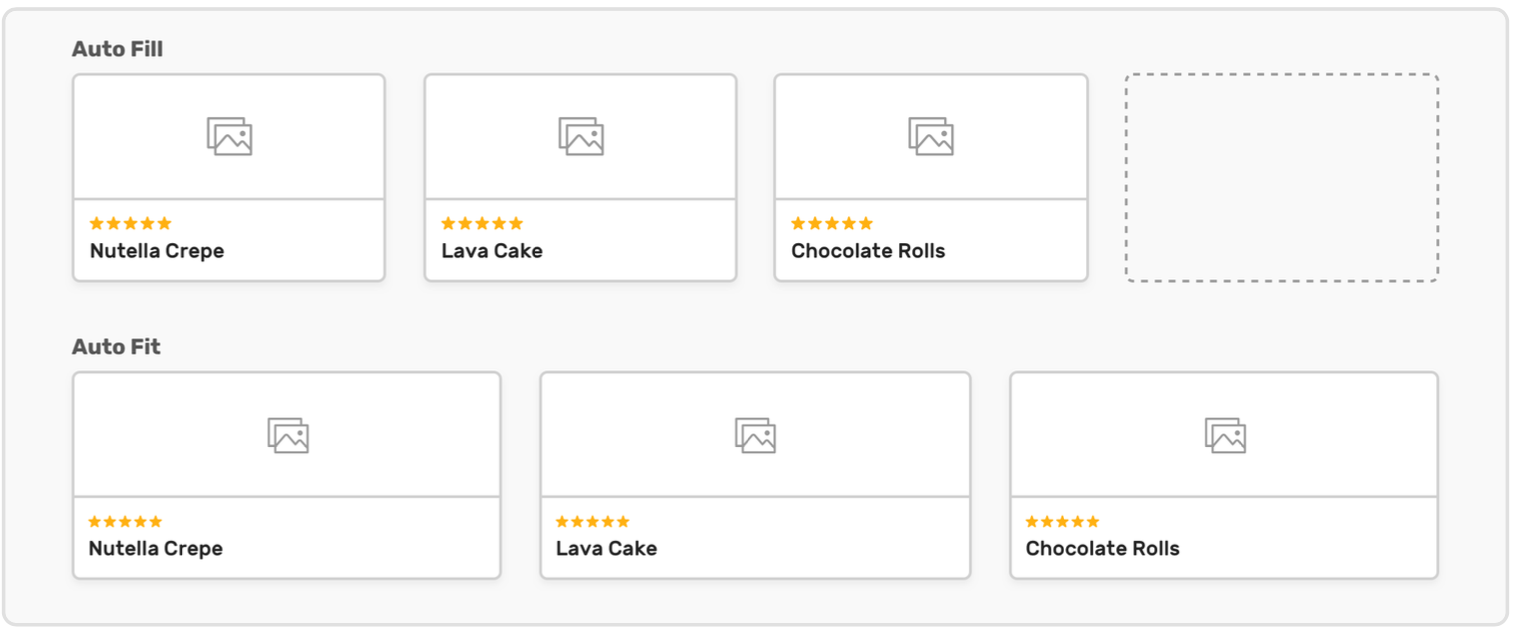 Auto Fill
Nutella Crepe
Lava Cake
Chocolate Rolls
Auto Fit
Nutella Crepe
Lava Cake
Chocolate Rolls